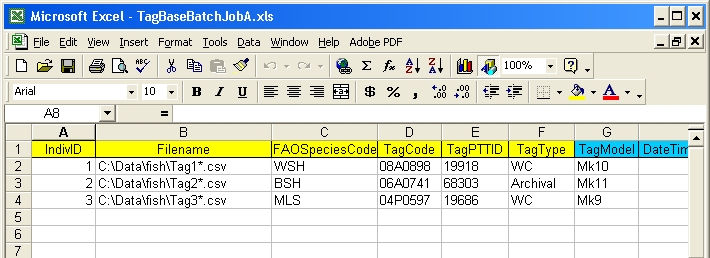 Microsoft Excel - TagBaseBatchJobA.xls
File Edit View Insert Format Tools Data Window Help Adobe PDF
100%
Arial 10 B I U
A8
A B C D E F G
1 IndivID Filename FAOSpeciesCode TagCode TagPTTID TagType TagModel DateTim
2 1 C:\Data\fish\Tag1*.csv WSH 08A0898 19918 WC Mk10
3 2 C:\Data\fish\Tag2*.csv BSH 06A0741 68303 Archival Mk11
4 3 C:\Data\fish\Tag3*.csv MLS 04P0597 19686 WC Mk9
5
6
7